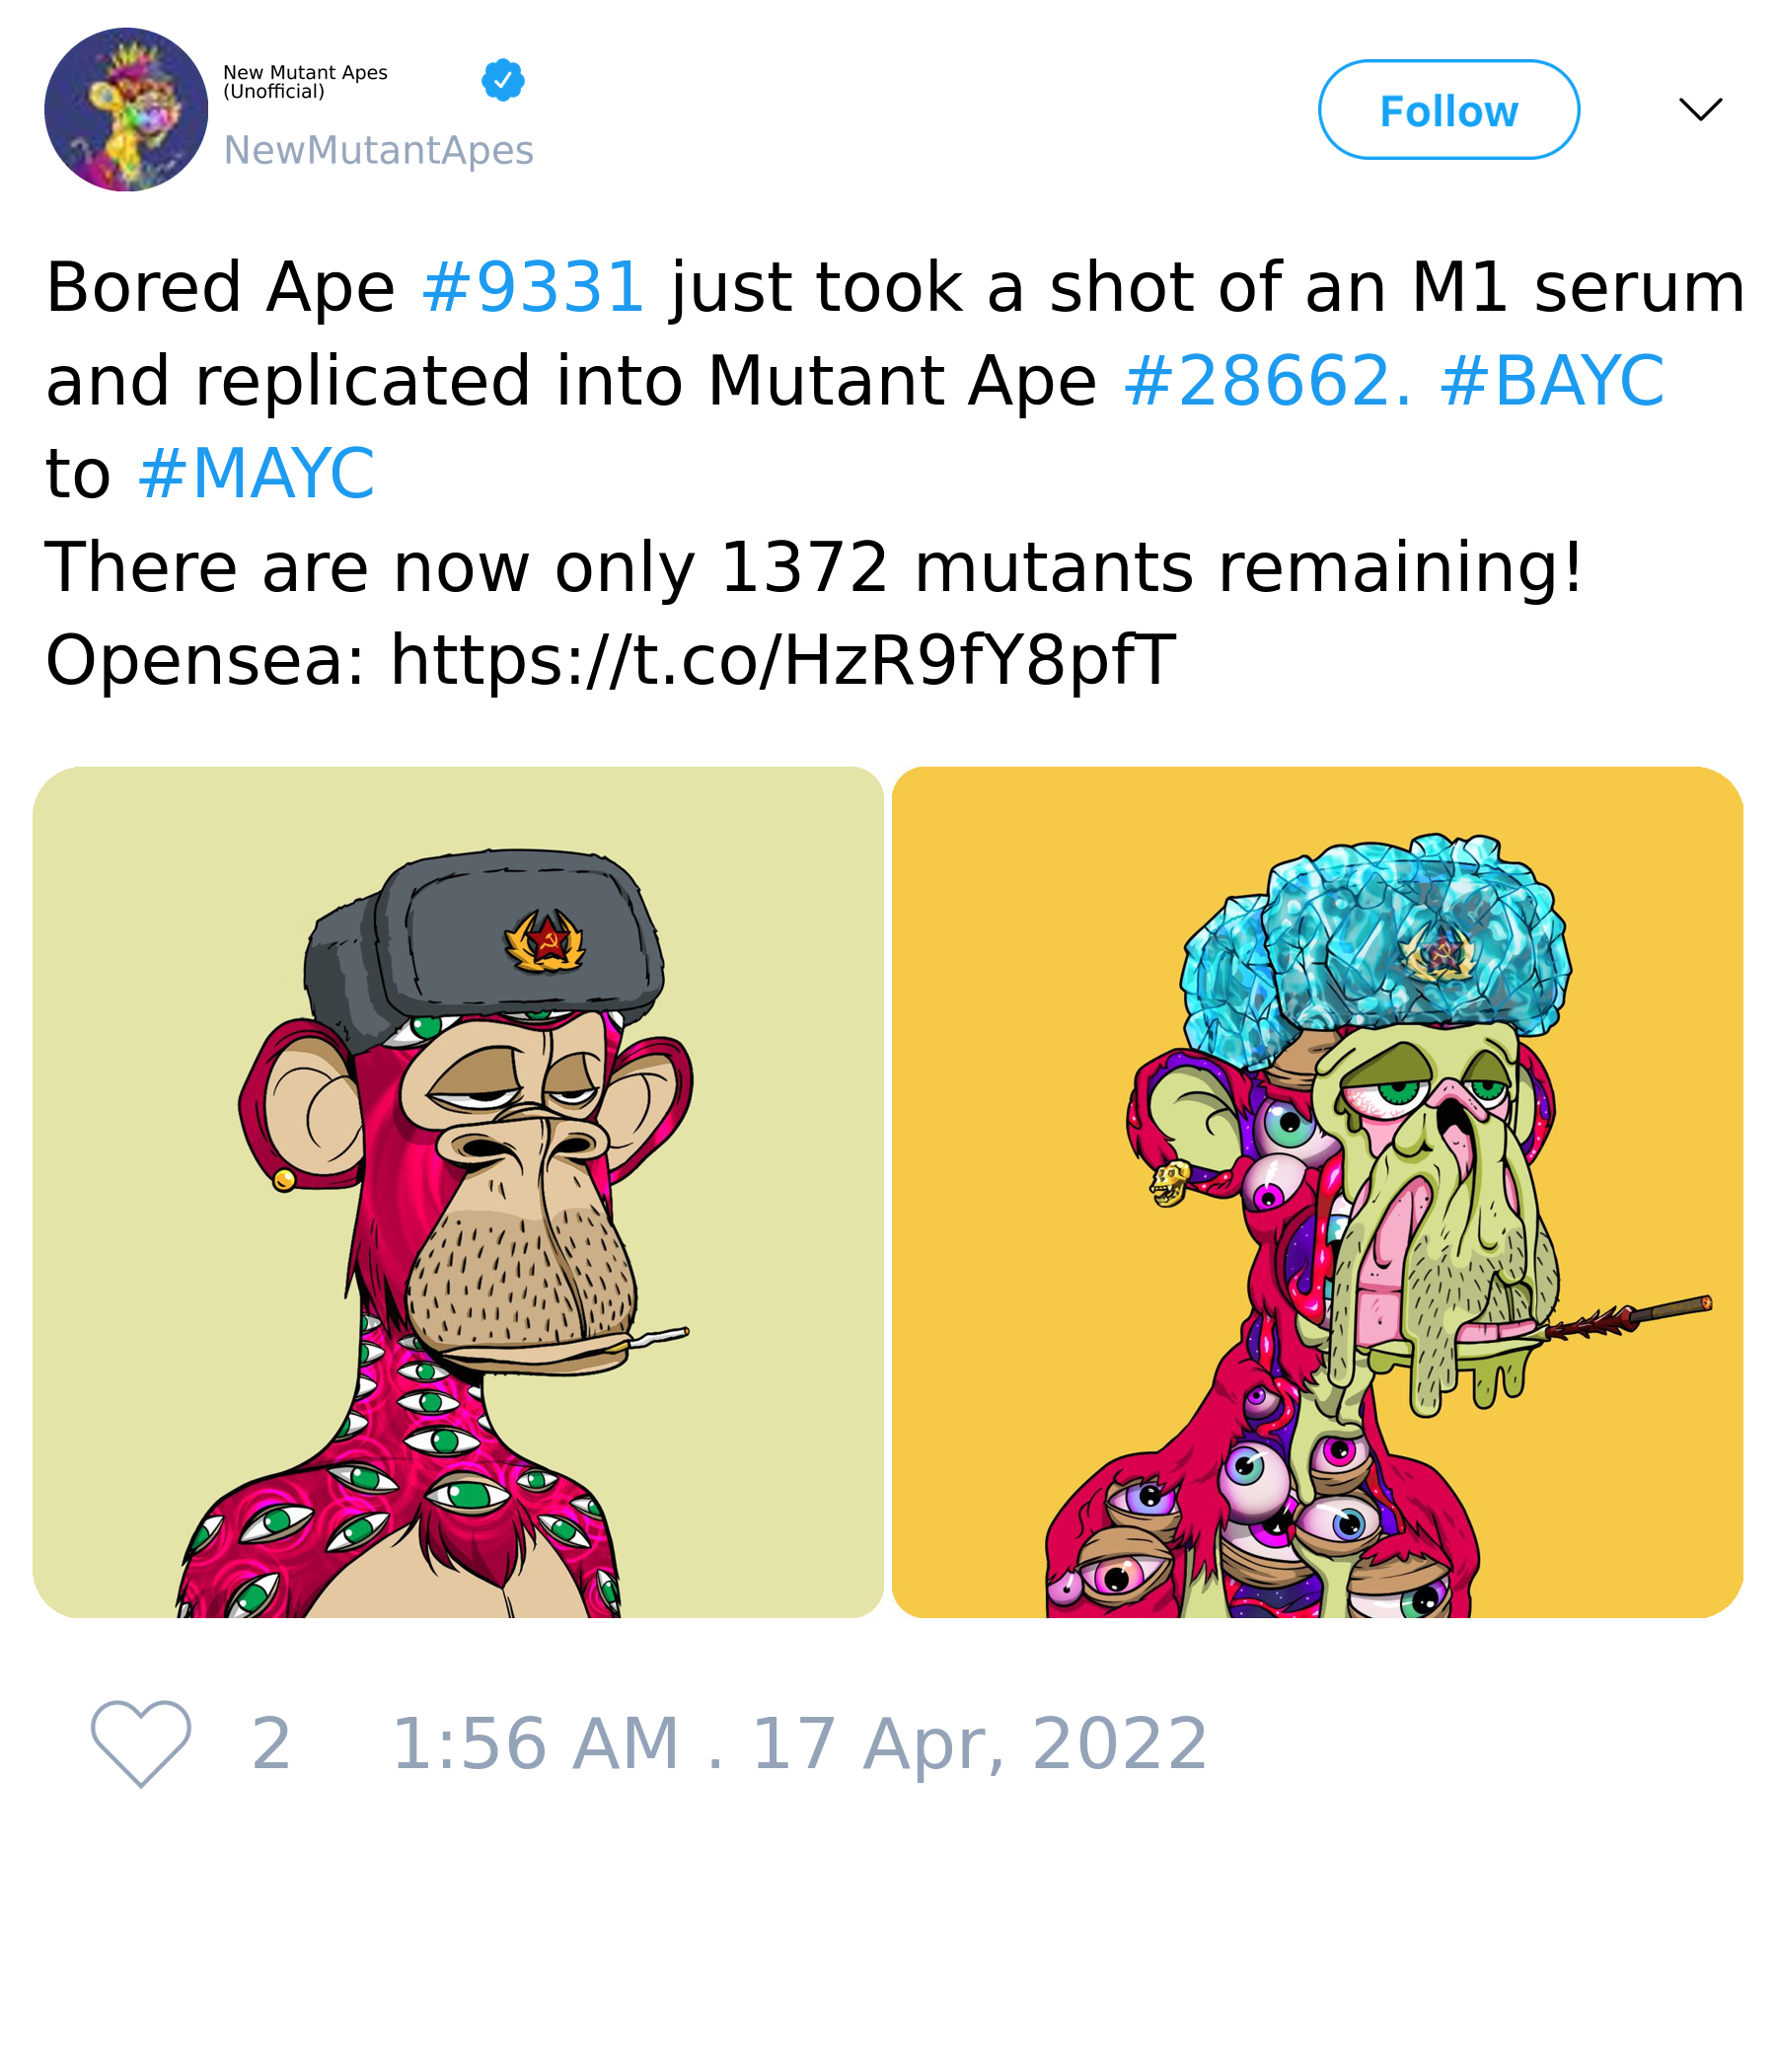 New Mutant Apes
(Unofficial)
NewMutantApes
Follow
Bored Ape #9331 just took a shot of an M1 serum
and replicated into Mutant Ape #28662. #BAYC
to #MAYC
There are now only 1372 mutants remaining!
Opensea: https://t.co/HzR9fY8pfT
2 1:56 AM . 17 Apr, 2022